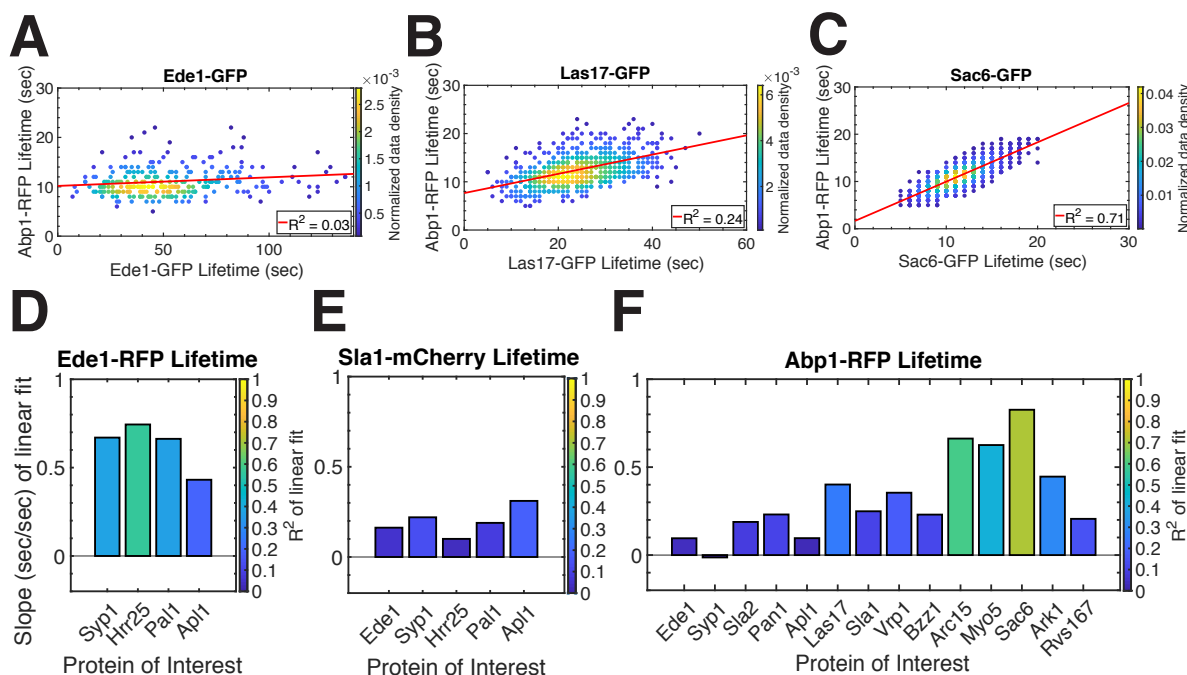 A
B
C
Ede1-GFP
Las17-GFP
Sac6-GFP
Abp1-RFP Lifetime (sec)
30
20
10
0
0
50
100
Ede1-GFP Lifetime (sec)
R² = 0.03
×10⁻³
2.5
2
1.5
1
0.5
Normalized data density
Abp1-RFP Lifetime (sec)
30
20
10
0
0
20
40
60
Las17-GFP Lifetime (sec)
R² = 0.24
×10⁻³
6
4
2
Normalized data density
Abp1-RFP Lifetime (sec)
30
20
10
0
0
10
20
30
Sac6-GFP Lifetime (sec)
R² = 0.71
0.04
0.03
0.02
0.01
Normalized data density
D
E
F
Ede1-RFP Lifetime
Sla1-mCherry Lifetime
Abp1-RFP Lifetime
Slope (sec/sec) of linear fit
1
0.5
0
Syp1
Hrr25
Pal1
Apl1
Protein of Interest
1
0.9
0.8
0.7
0.6
0.5
0.4
0.3
0.2
0.1
0
R² of linear fit
1
0.5
0
Ede1
Syp1
Hrr25
Pal1
Apl1
Protein of Interest
1
0.9
0.8
0.7
0.6
0.5
0.4
0.3
0.2
0.1
0
R² of linear fit
1
0.5
0
Ede1
Syp1
Sla2
Pan1
Apl1
Las17
Sla1
Vrp1
Bzz1
Arc15
Myo5
Sac6
Ark1
Rvs167
Protein of Interest
1
0.9
0.8
0.7
0.6
0.5
0.4
0.3
0.2
0.1
0
R² of linear fit